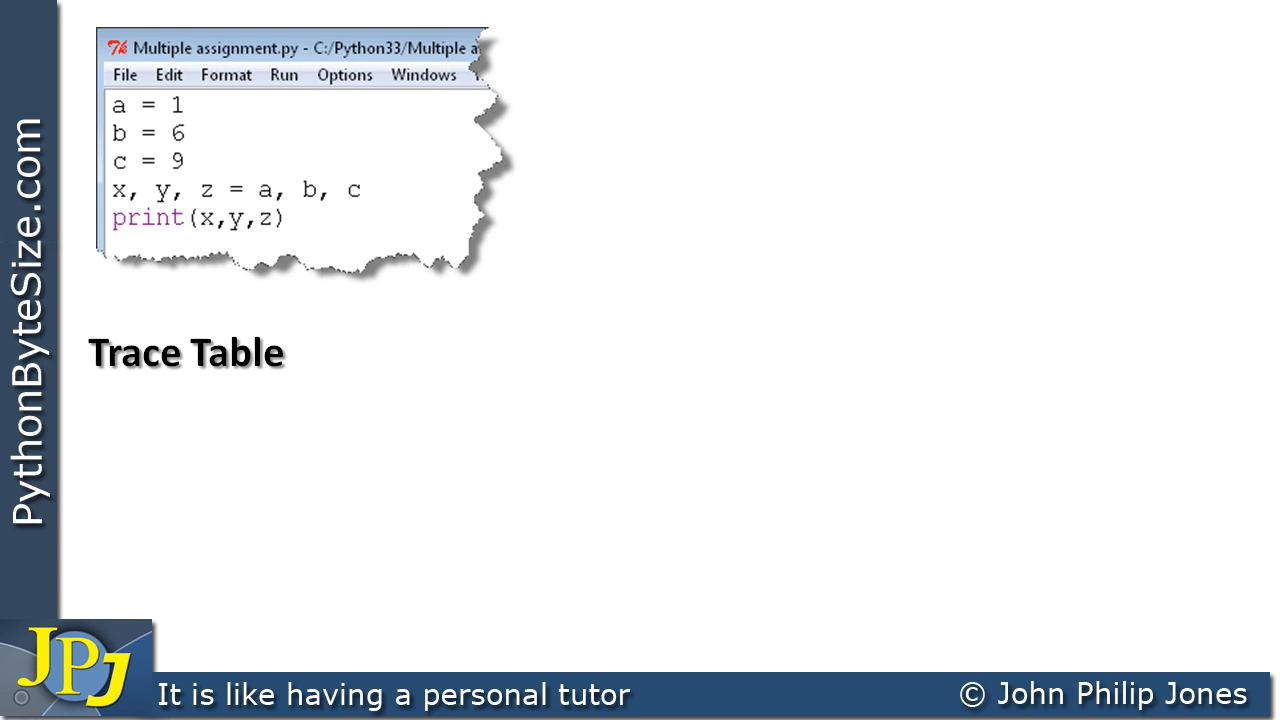 Multiple assignment.py - C:/Python33/Multiple a
File Edit Format Run Options Windows
a = 1
b = 6
c = 9
x, y, z = a, b, c
print(x,y,z)
Trace Table
PythonByteSize.com
JPJ
It is like having a personal tutor
© John Philip Jones